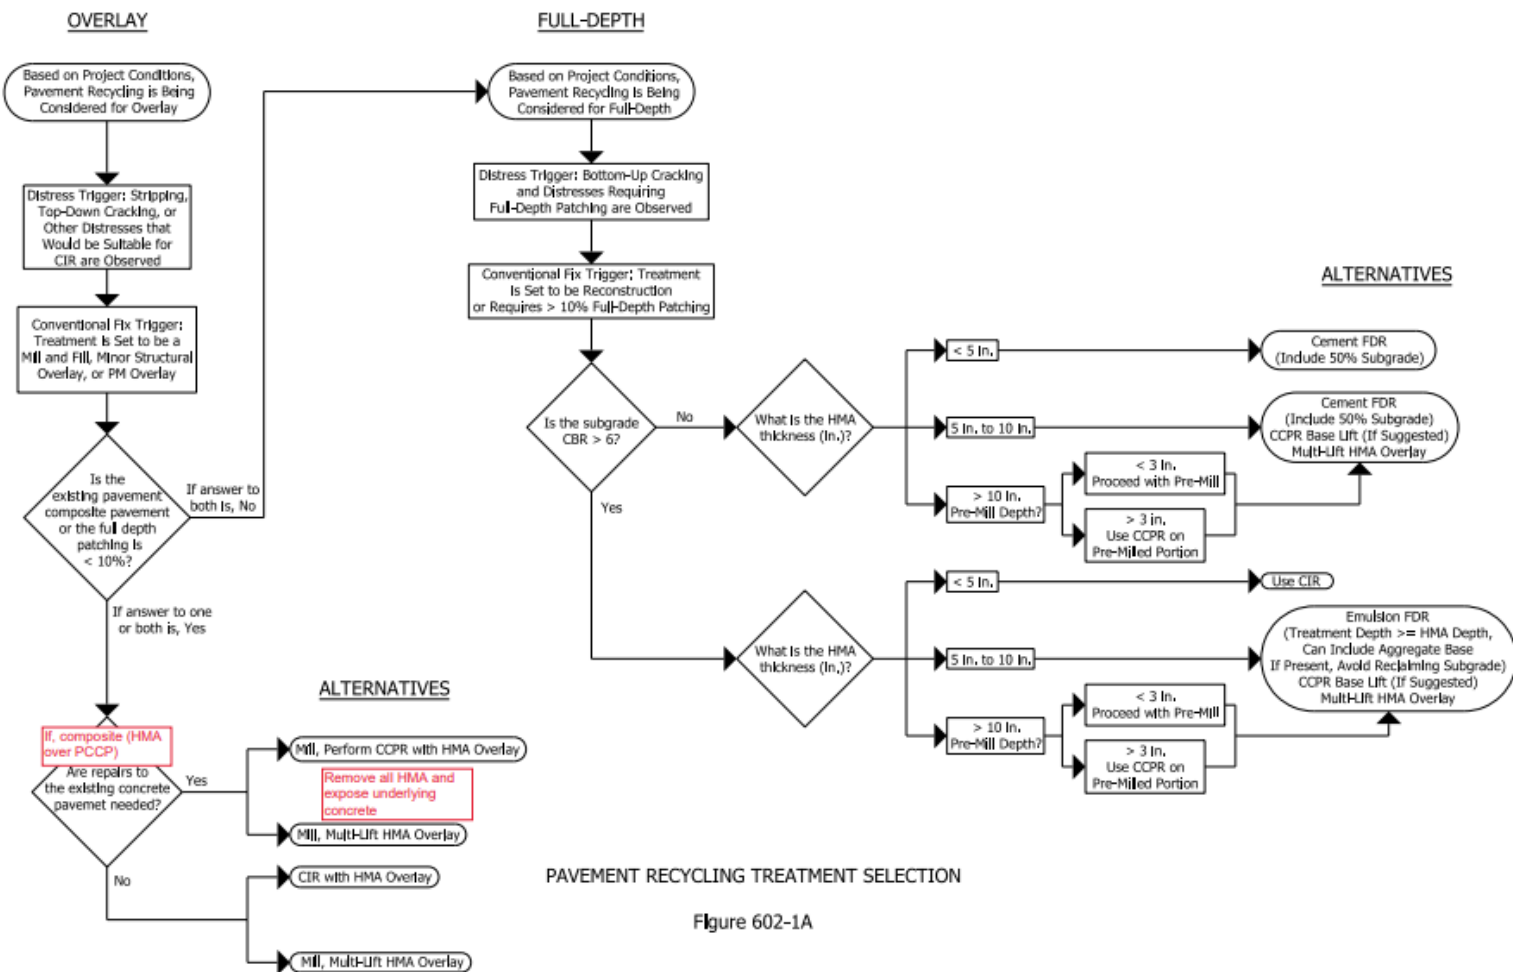 OVERLAY
Based on Project Conditions,
Pavement Recycling is Being
Considered for Overlay
Distress Trigger: Stripping,
Top-Down Cracking, or
Other Distresses that
Would be Suitable for
CIR are Observed
Conventional Fix Trigger:
Treatment is Set to be a
Mill and Fill, Minor Structural
Overlay, or PM Overlay
Is the
existing pavement
composite pavement
or the full depth
patching is
< 10%?
If answer to
both is, No
If answer to one
or both is, Yes
If, composite (HMA
over PCCP)
Are repairs to
the existing concrete
pavemet needed?
Yes
No
ALTERNATIVES
Mill, Perform CCPR with HMA Overlay
Remove all HMA and
expose underlying
concrete
Mill, Multi-Lift HMA Overlay
CIR with HMA Overlay
Mill, Multi-Lift HMA Overlay
FULL-DEPTH
Based on Project Conditions,
Pavement Recycling is Being
Considered for Full-Depth
Distress Trigger: Bottom-Up Cracking
and Distresses Requiring
Full-Depth Patching are Observed
Conventional Fix Trigger: Treatment
is Set to be Reconstruction
or Requires > 10% Full-Depth Patching
Is the subgrade
CBR > 6?
No
Yes
What is the HMA
thickness (in.)?
< 5 in.
5 in. to 10 in.
> 10 in.
Pre-Mill Depth?
< 3 in.
Proceed with Pre-Mill
> 3 in.
Use CCPR on
Pre-Milled Portion
What is the HMA
thickness (in.)?
< 5 in.
5 in. to 10 in.
> 10 in.
Pre-Mill Depth?
< 3 in.
Proceed with Pre-Mill
> 3 in.
Use CCPR on
Pre-Milled Portion
ALTERNATIVES
Cement FDR
(Include 50% Subgrade)
Cement FDR
(Include 50% Subgrade)
CCPR Base Lift (If Suggested)
Multi-Lift HMA Overlay
Use CIR
Emulsion FDR
(Treatment Depth >= HMA Depth,
Can Include Aggregate Base
If Present, Avoid Reclaiming Subgrade)
CCPR Base Lift (If Suggested)
Multi-Lift HMA Overlay
PAVEMENT RECYCLING TREATMENT SELECTION
Figure 602-1A